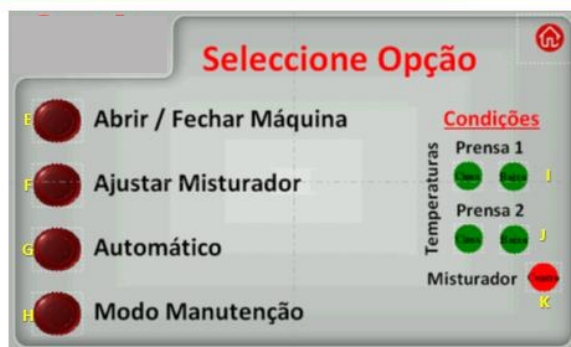 Seleccione Opção
E Abrir / Fechar Máquina
F Ajustar Misturador
G Automático
H Modo Manutenção
Condições
Temperaturas
Prensa 1
I
Prensa 2
J
Misturador
K